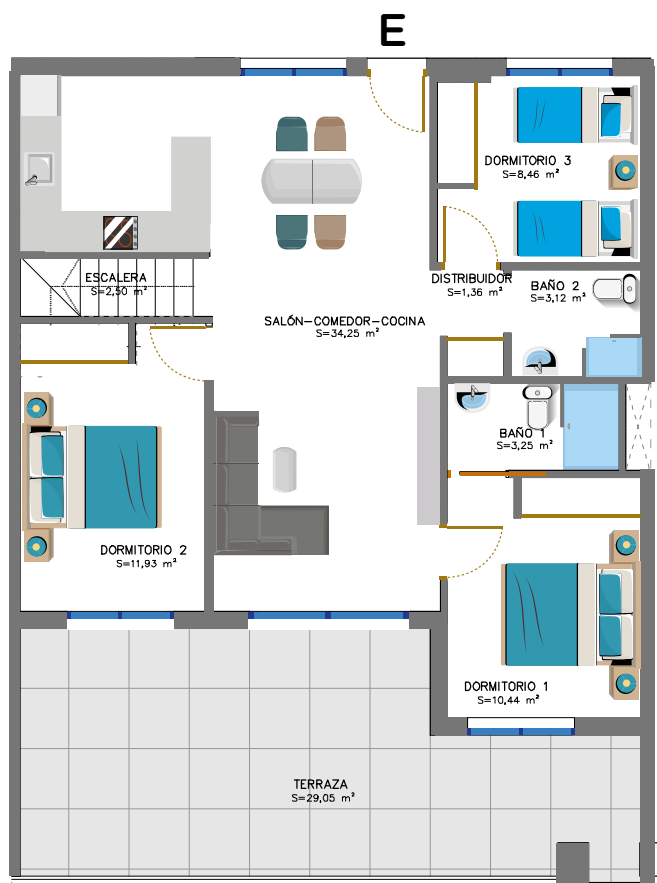 E
DORMITORIO 3
S=8,46 m²
ESCALERA
S=2,50 m²
DISTRIBUIDOR
S=1,36 m²
BAÑO 2
S=3,12 m²
SALÓN-COMEDOR-COCINA
S=34,25 m²
BAÑO 1
S=3,25 m²
DORMITORIO 2
S=11,93 m²
DORMITORIO 1
S=10,44 m²
TERRAZA
S=29,05 m²